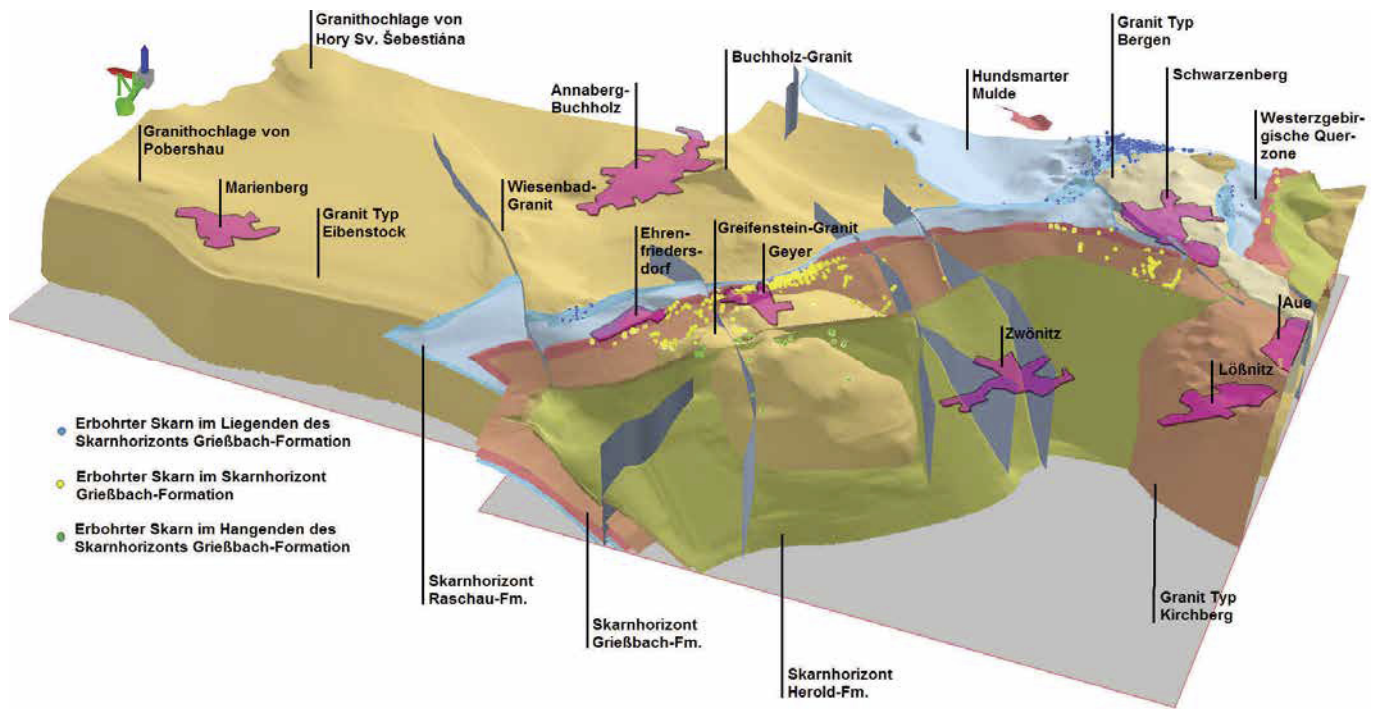 Granithochlage von
Hory Sv. Šebestiána
Granit Typ
Bergen
Buchholz-Granit
Hundsmarter
Mulde
Schwarzenberg
Annaberg-
Buchholz
Westerzgebir-
gische Quer-
zone
Granithochlage von
Pobershau
Marienberg
Wiesenbad-
Granit
Granit Typ
Eibenstock
Ehren-
frieders-
dorf
Greifenstein-Granit
Geyer
Aue
Zwönitz
Lößnitz
Erbohrter Skarn im Liegenden des
Skarnhorizonts Grießbach-Formation
Erbohrter Skarn im Skarnhorizont
Grießbach-Formation
Erbohrter Skarn im Hangenden des
Skarnhorizonts Grießbach-Formation
Skarnhorizont
Raschau-Fm.
Skarnhorizont
Grießbach-Fm.
Skarnhorizont
Herold-Fm.
Granit Typ
Kirchberg